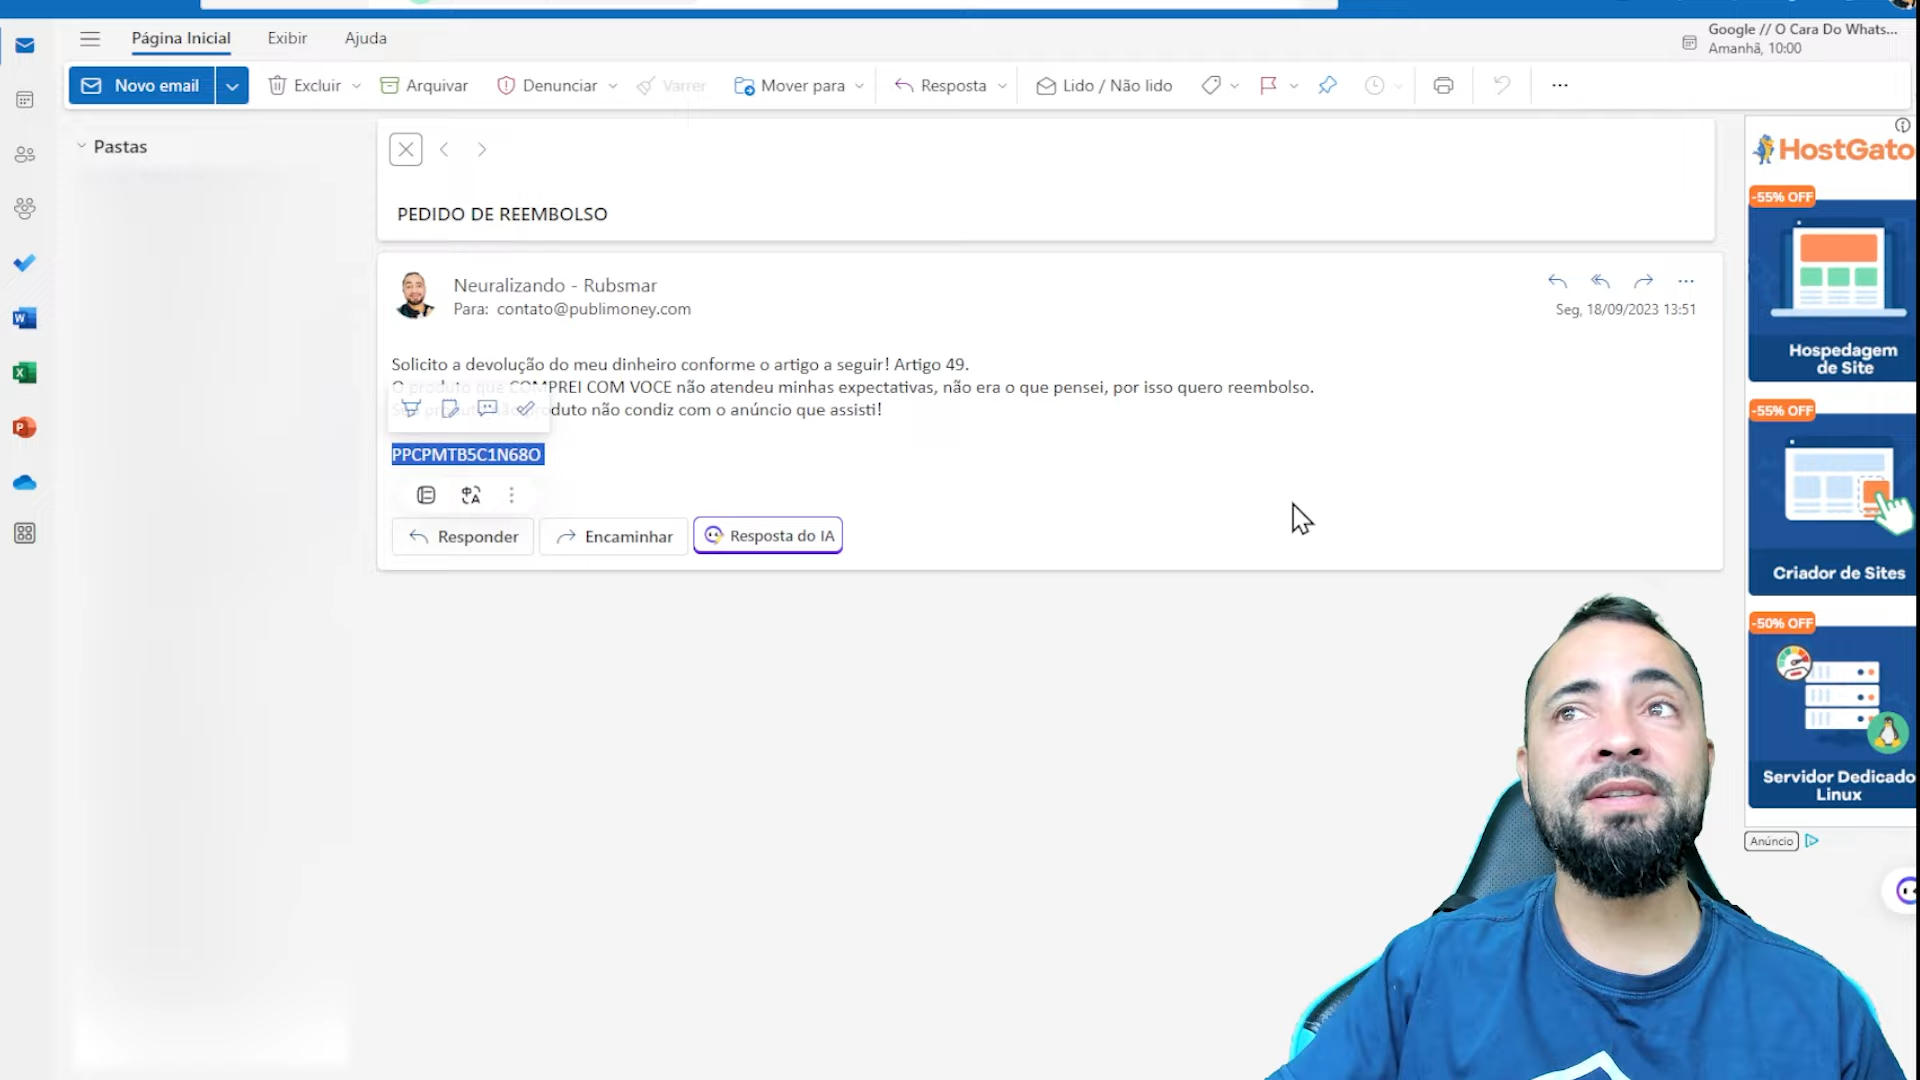 Google // O Cara Do Whats...
Página Inicial Exibir Ajuda
Amanhã, 10:00
Novo email Excluir Arquivar Denunciar Varrer Mover para Resposta Lido / Não lido
Pastas
PEDIDO DE REEMBOLSO
Neuralizando - Rubsmar
Para: contato@publimoney.com
Seg, 18/09/2023 13:51
Solicito a devolução do meu dinheiro conforme o artigo a seguir! Artigo 49.
O produto que COMPREI COM VOCE não atendeu minhas expectativas, não era o que pensei, por isso quero reembolso.
produto não condiz com o anúncio que assisti!
PPCPMTB5C1N68O
Responder Encaminhar Resposta do IA
HostGato
-55% OFF
Hospedagem
de Site
-55% OFF
Criador de Sites
-50% OFF
Servidor Dedicado
Linux
Anúncio